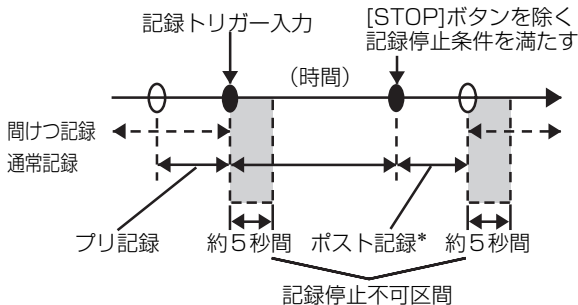 記録トリガー入力
[STOP]ボタンを除く
記録停止条件を満たす
（時間）
間けつ記録
通常記録
プリ記録
約５秒間
ポスト記録*
約５秒間
記録停止不可区間